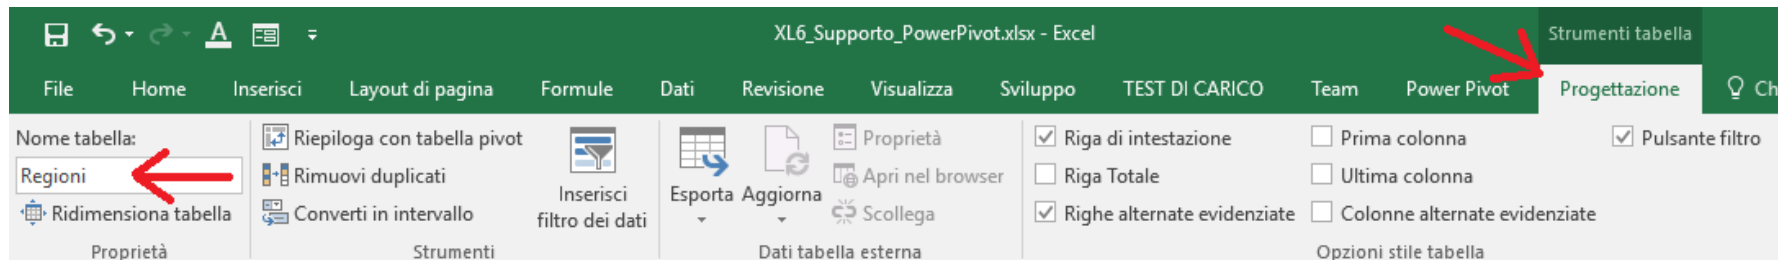 XL6_Supporto_PowerPivot.xlsx - Excel
Strumenti tabella
File Home Inserisci Layout di pagina Formule Dati Revisione Visualizza Sviluppo TEST DI CARICO Team Power Pivot Progettazione Ch
Nome tabella:
Regioni
Ridimensiona tabella
Proprietà
Riepiloga con tabella pivot
Rimuovi duplicati
Converti in intervallo
Inserisci
filtro dei dati
Strumenti
Esporta Aggiorna
Proprietà
Apri nel browser
Scollega
Dati tabella esterna
Riga di intestazione
Riga Totale
Righe alternate evidenziate
Prima colonna
Ultima colonna
Colonne alternate evidenziate
Pulsante filtro
Opzioni stile tabella